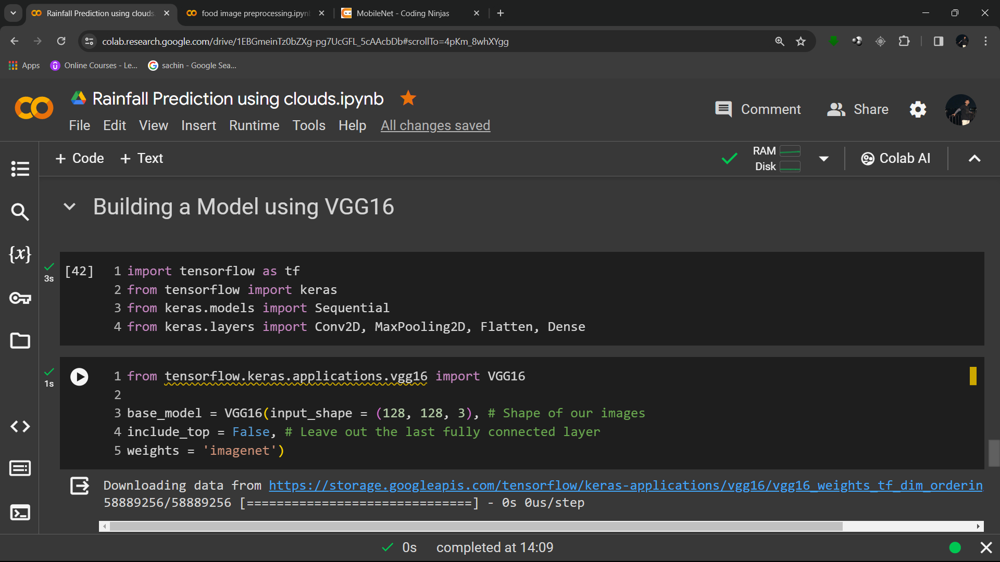 Rainfall Prediction using clouds.
food image preprocessing.ipyn
MobileNet - Coding Ninjas
colab.research.google.com/drive/1EBGmeinTz0bZXg-pg7UcGFL_5cAAcbDb#scrollTo=4pKm_8whXYgg
Apps
Online Courses - Le...
sachin - Google Sea...
Rainfall Prediction using clouds.ipynb
Comment
Share
File Edit View Insert Runtime Tools Help All changes saved
+ Code + Text
RAM
Disk
Colab AI
Building a Model using VGG16
{x}
3s
[42]
1 import tensorflow as tf
2 from tensorflow import keras
3 from keras.models import Sequential
4 from keras.layers import Conv2D, MaxPooling2D, Flatten, Dense
1s
1 from tensorflow.keras.applications.vgg16 import VGG16
2
3 base_model = VGG16(input_shape = (128, 128, 3), # Shape of our images
4 include_top = False, # Leave out the last fully connected layer
5 weights = 'imagenet')
Downloading data from https://storage.googleapis.com/tensorflow/keras-applications/vgg16/vgg16_weights_tf_dim_orderin
58889256/58889256 [==============================] - 0s 0us/step
0s completed at 14:09